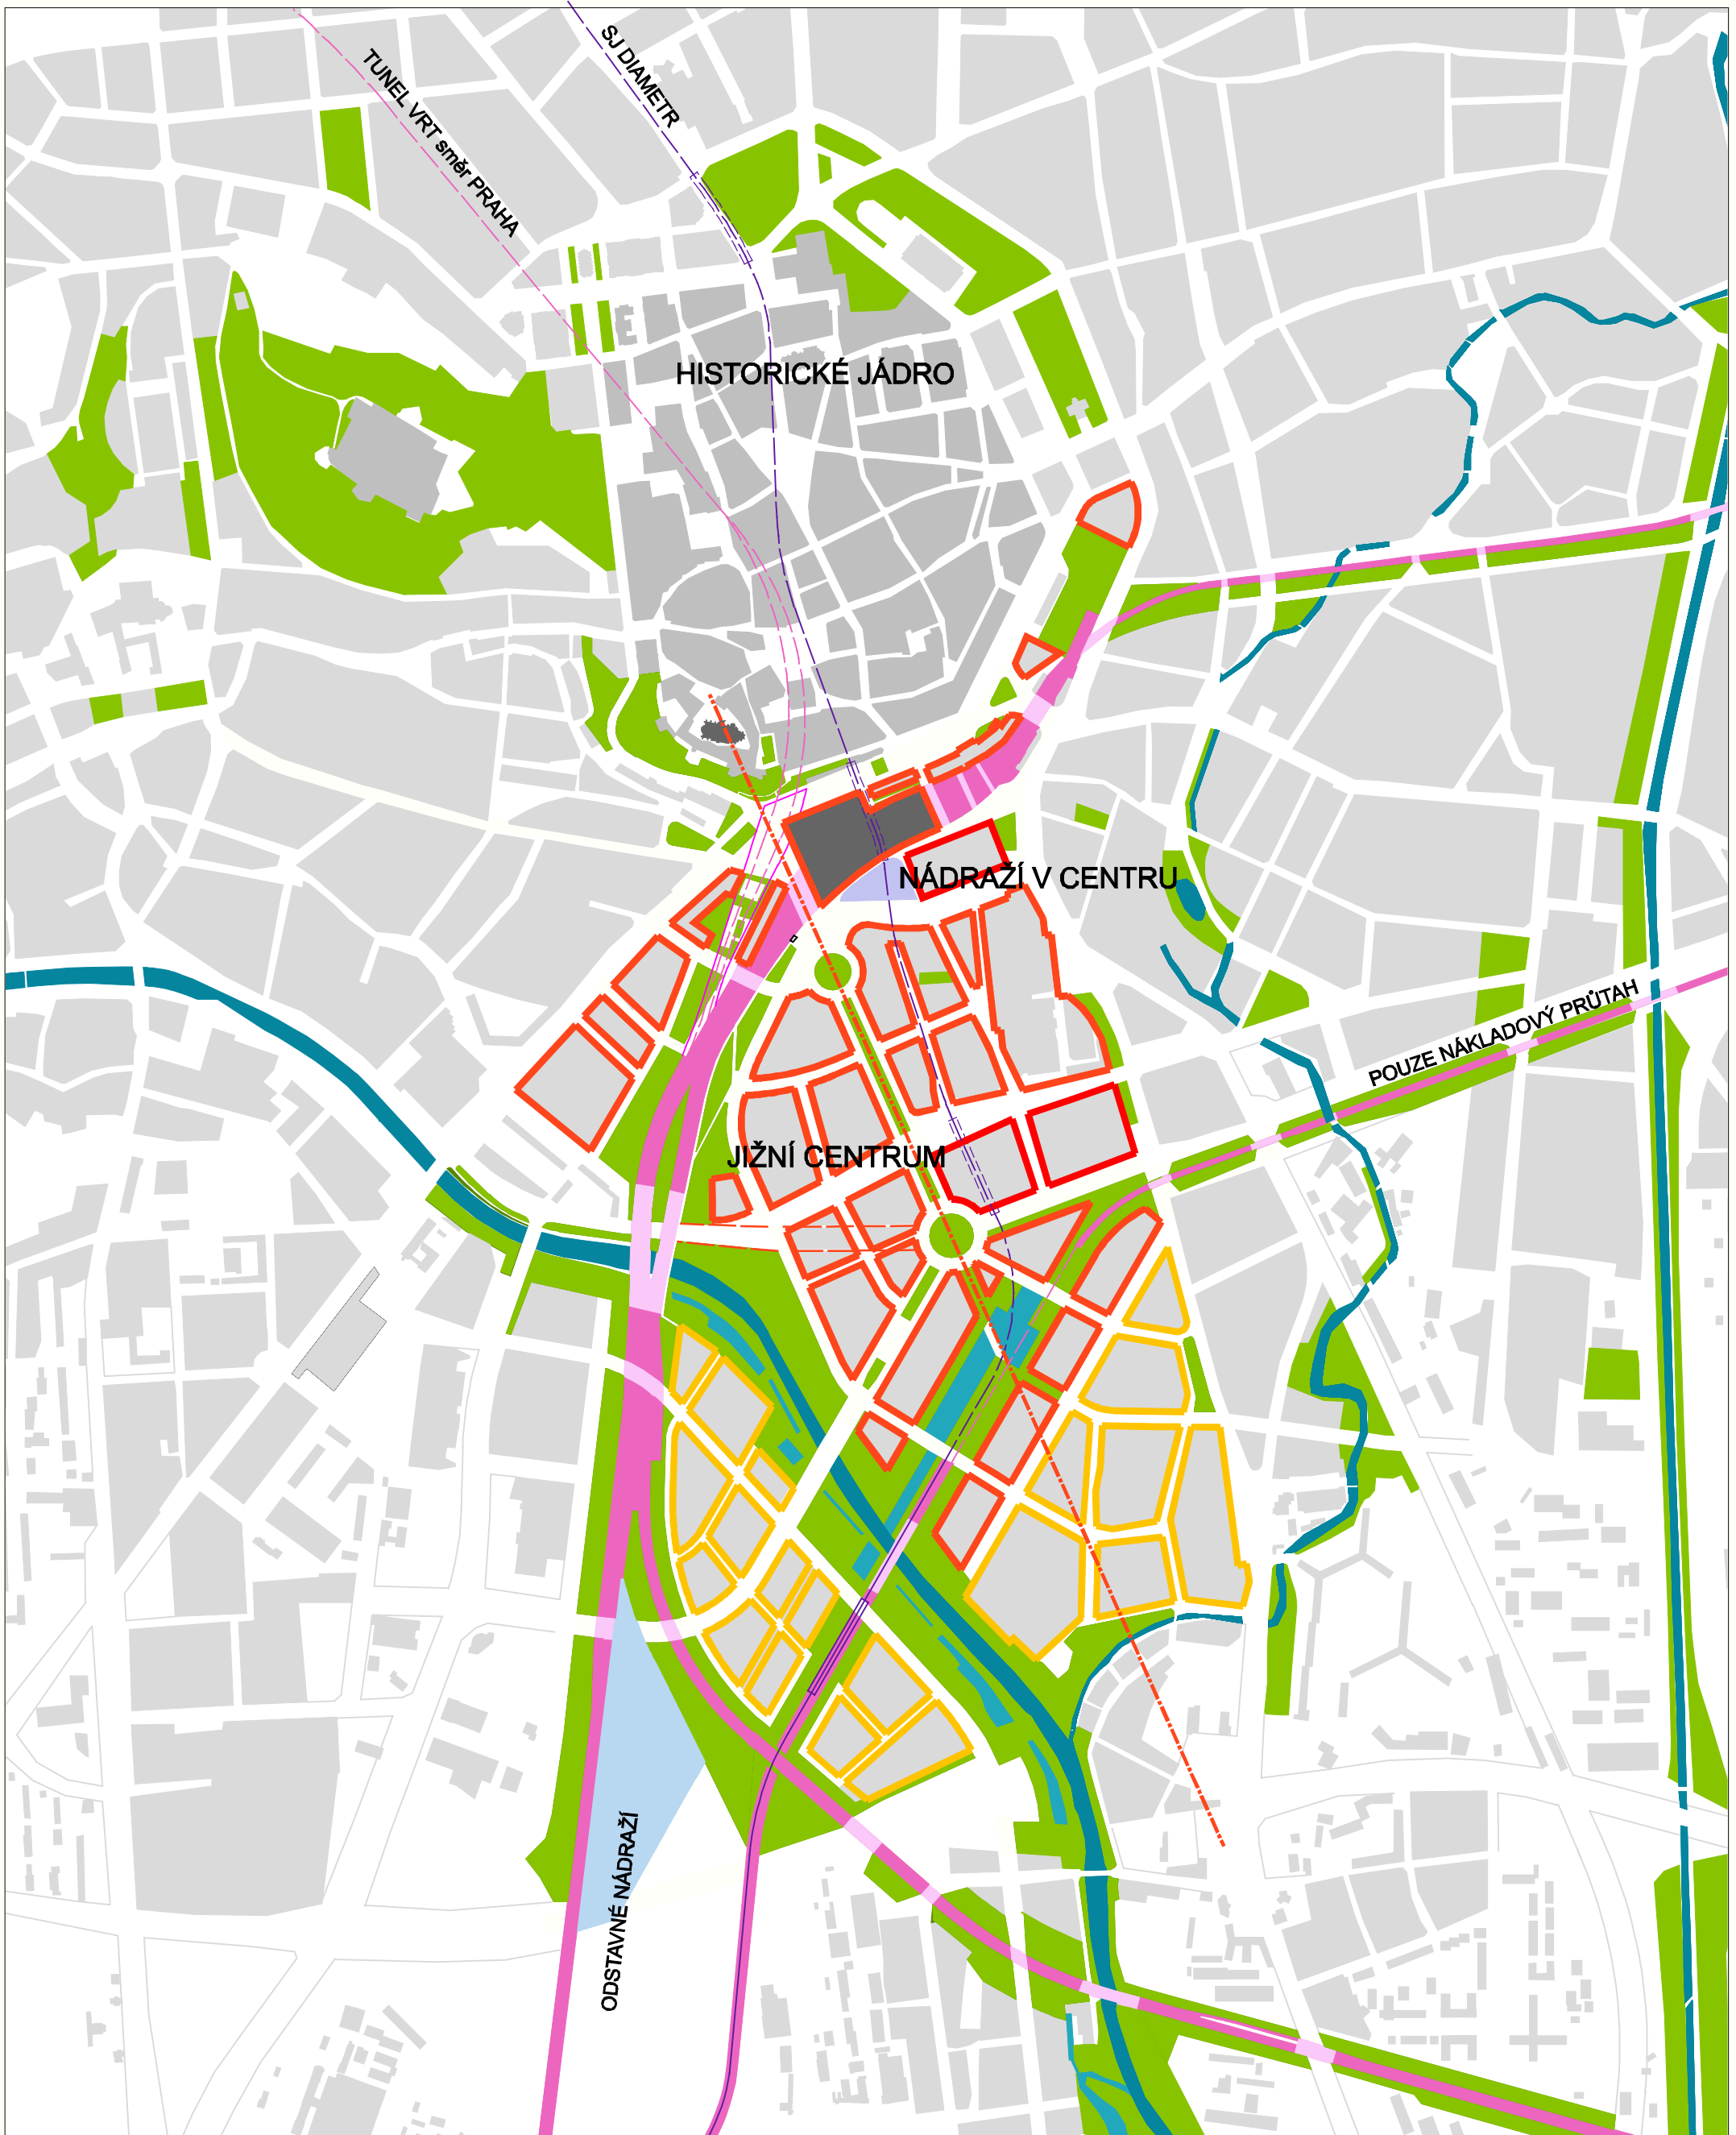 SJ DIAMETR
TUNEL VRT směr PRAHA
HISTORICKÉ JÁDRO
NÁDRAŽÍ V CENTRU
POUZE NÁKLADOVÝ PRŮTAH
JIŽNÍ CENTRUM
ODSTAVNÉ NÁDRAŽÍ